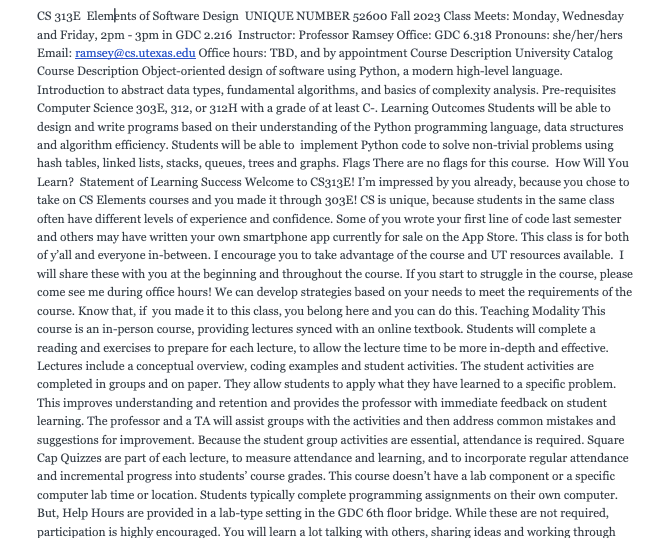 CS 313E  Elements of Software Design  UNIQUE NUMBER 52600 Fall 2023 Class Meets: Monday, Wednesday
and Friday, 2pm - 3pm in GDC 2.216  Instructor: Professor Ramsey Office: GDC 6.318 Pronouns: she/her/hers
Email: ramsey@cs.utexas.edu Office hours: TBD, and by appointment Course Description University Catalog
Course Description Object-oriented design of software using Python, a modern high-level language.
Introduction to abstract data types, fundamental algorithms, and basics of complexity analysis. Pre-requisites
Computer Science 303E, 312, or 312H with a grade of at least C-. Learning Outcomes Students will be able to
design and write programs based on their understanding of the Python programming language, data structures
and algorithm efficiency. Students will be able to  implement Python code to solve non-trivial problems using
hash tables, linked lists, stacks, queues, trees and graphs. Flags There are no flags for this course.  How Will You
Learn?  Statement of Learning Success Welcome to CS313E! I'm impressed by you already, because you chose to
take on CS Elements courses and you made it through 303E! CS is unique, because students in the same class
often have different levels of experience and confidence. Some of you wrote your first line of code last semester
and others may have written your own smartphone app currently for sale on the App Store. This class is for both
of y'all and everyone in-between. I encourage you to take advantage of the course and UT resources available.  I
will share these with you at the beginning and throughout the course. If you start to struggle in the course, please
come see me during office hours! We can develop strategies based on your needs to meet the requirements of the
course. Know that, if  you made it to this class, you belong here and you can do this. Teaching Modality This
course is an in-person course, providing lectures synced with an online textbook. Students will complete a
reading and exercises to prepare for each lecture, to allow the lecture time to be more in-depth and effective.
Lectures include a conceptual overview, coding examples and student activities. The student activities are
completed in groups and on paper. They allow students to apply what they have learned to a specific problem.
This improves understanding and retention and provides the professor with immediate feedback on student
learning. The professor and a TA will assist groups with the activities and then address common mistakes and
suggestions for improvement. Because the student group activities are essential, attendance is required. Square
Cap Quizzes are part of each lecture, to measure attendance and learning, and to incorporate regular attendance
and incremental progress into students' course grades. This course doesn't have a lab component or a specific
computer lab time or location. Students typically complete programming assignments on their own computer.
But, Help Hours are provided in a lab-type setting in the GDC 6th floor bridge. While these are not required,
participation is highly encouraged. You will learn a lot talking with others, sharing ideas and working through